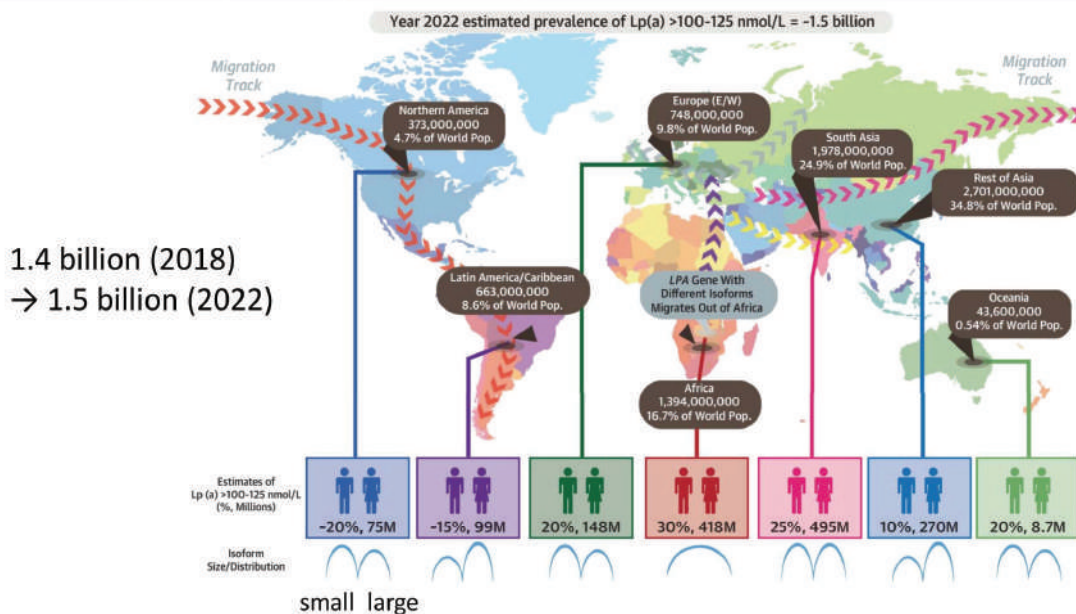 Year 2022 estimated prevalence of Lp(a) >100-125 nmol/L = ~1.5 billion
Migration
Track
Migration
Track
Northern America
373,000,000
4.7% of World Pop.
Europe (E/W)
748,000,000
9.8% of World Pop.
South Asia
1,978,000,000
24.9% of World Pop.
Rest of Asia
2,701,000,000
34.8% of World Pop.
1.4 billion (2018)
→ 1.5 billion (2022)
Latin America/Caribbean
663,000,000
8.6% of World Pop.
LPA Gene With
Different Isoforms
Migrates Out of Africa
Oceania
43,600,000
0.54% of World Pop.
Africa
1,394,000,000
16.7% of World Pop.
Estimates of
Lp (a) >100-125 nmol/L
(%, Millions)
~20%, 75M
~15%, 99M
20%, 148M
30%, 418M
25%, 495M
10%, 270M
20%, 8.7M
Isoform
Size/Distribution
small large